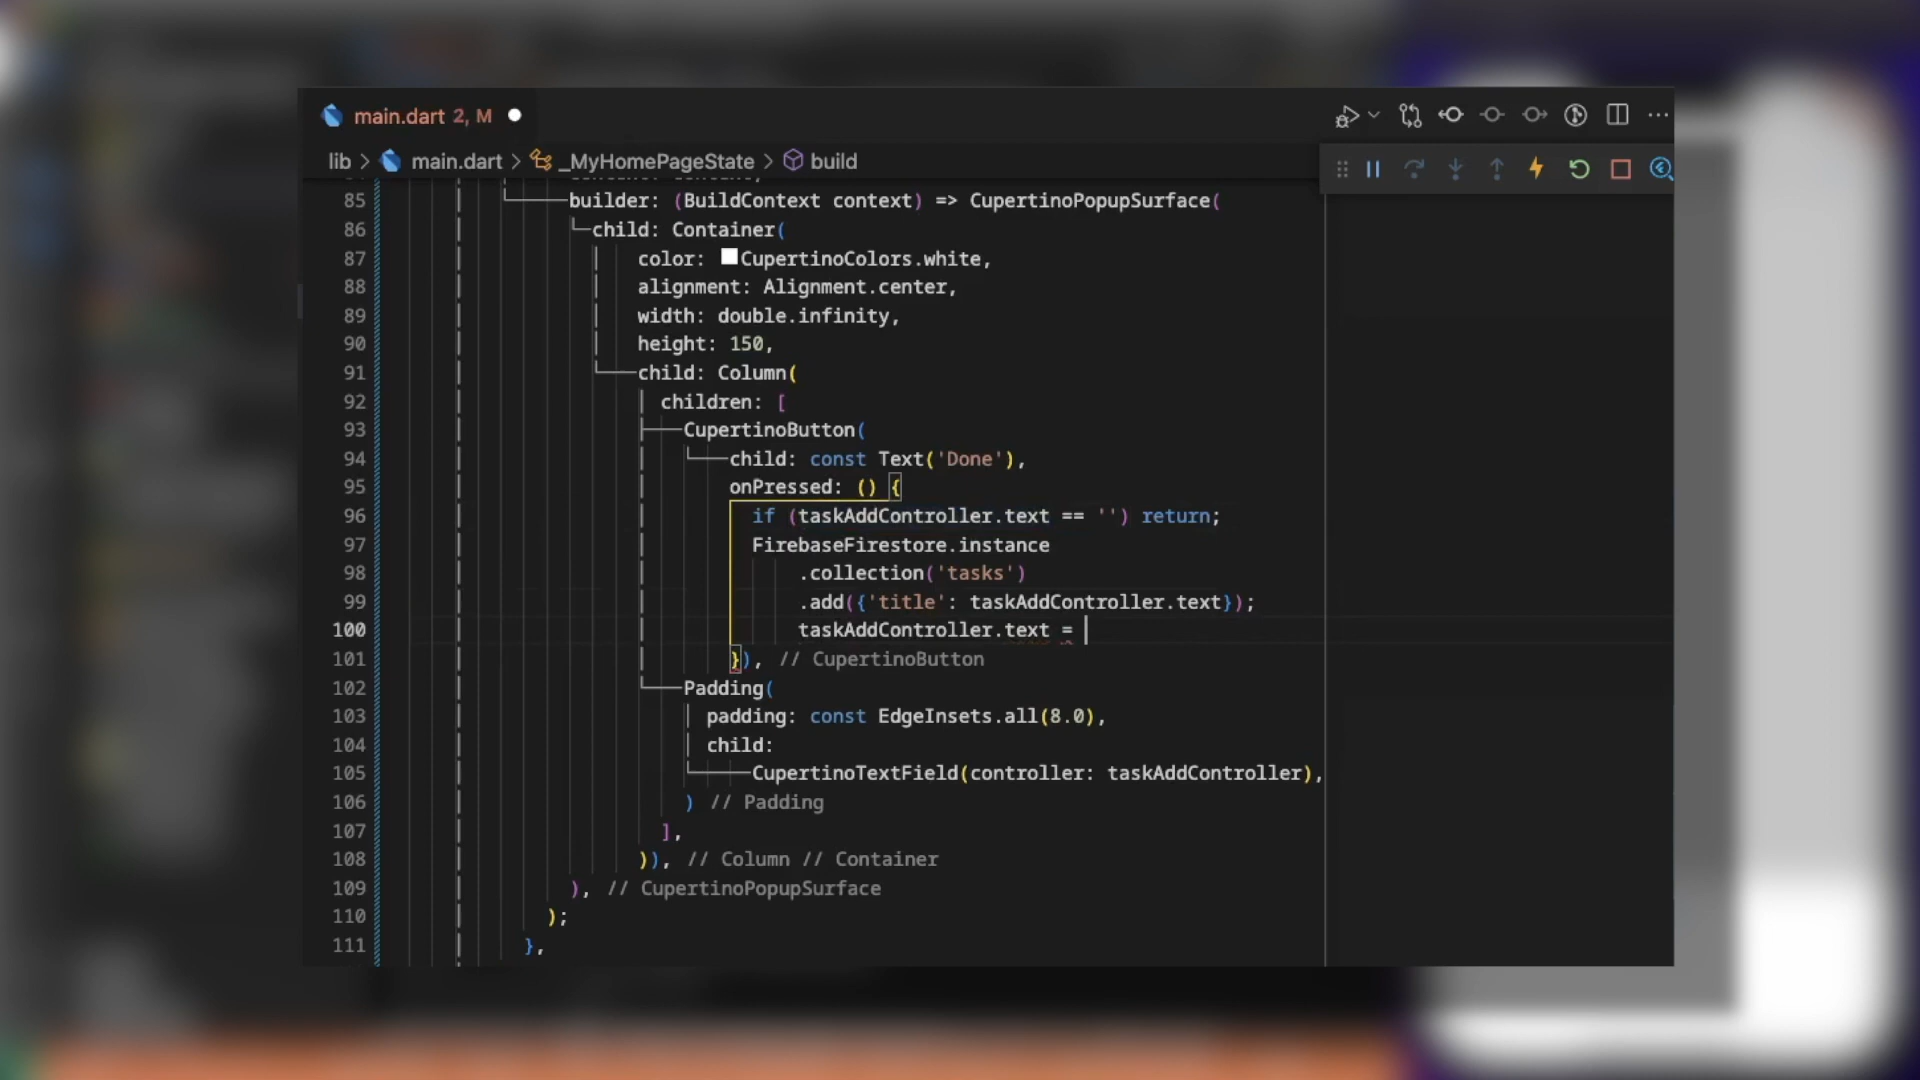 main.dart 2, M
lib > main.dart > _MyHomePageState > build
85 builder: (BuildContext context) => CupertinoPopupSurface(
86 child: Container(
87 color: CupertinoColors.white,
88 alignment: Alignment.center,
89 width: double.infinity,
90 height: 150,
91 child: Column(
92 children: [
93 CupertinoButton(
94 child: const Text('Done'),
95 onPressed: () {
96 if (taskAddController.text == '') return;
97 FirebaseFirestore.instance
98 .collection('tasks')
99 .add({'title': taskAddController.text});
100 taskAddController.text =
101 }), // CupertinoButton
102 Padding(
103 padding: const EdgeInsets.all(8.0),
104 child:
105 CupertinoTextField(controller: taskAddController),
106 ) // Padding
107 ],
108 )), // Column // Container
109 ), // CupertinoPopupSurface
110 );
111 },